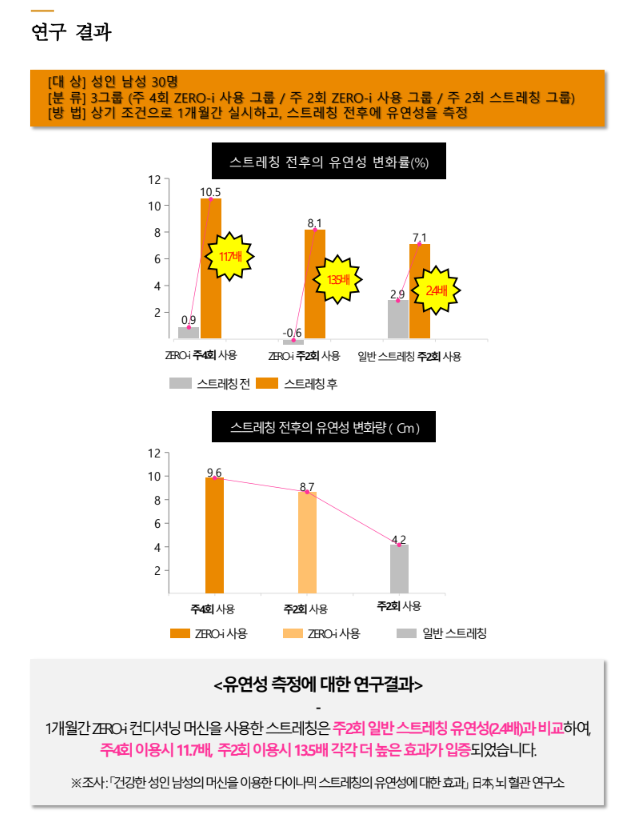 연구 결과
[대 상] 성인 남성 30명
[분 류] 3그룹 (주 4회 ZERO-i 사용 그룹 / 주 2회 ZERO-i 사용 그룹 / 주 2회 스트레칭 그룹)
[방 법] 상기 조건으로 1개월간 실시하고, 스트레칭 전후에 유연성을 측정
스트레칭 전후의 유연성 변화률(%)
12
10
8
6
4
2
10.5
8.1
7.1
0.9
-0.6
2.9
11.7배
13.5배
2.4배
ZERO-i 주4회 사용
ZERO-i 주2회 사용
일반 스트레칭 주2회 사용
스트레칭 전
스트레칭 후
스트레칭 전후의 유연성 변화량 ( Cm )
12
10
8
6
4
2
9.6
8.7
4.2
주4회 사용
주2회 사용
주2회 사용
ZERO-i 사용
ZERO-i 사용
일반 스트레칭
<유연성 측정에 대한 연구결과>
-
1개월간 ZERO-i 컨디셔닝 머신을 사용한 스트레칭은 주2회 일반 스트레칭 유연성(2.4배)과 비교하여,
주4회 이용시 11.7배, 주2회 이용시 13.5배 각각 더 높은 효과가 입증되었습니다.
※조사 : 「건강한 성인 남성의 머신을 이용한 다이나믹 스트레칭의 유연성에 대한 효과」 日本, 뇌 혈관 연구소